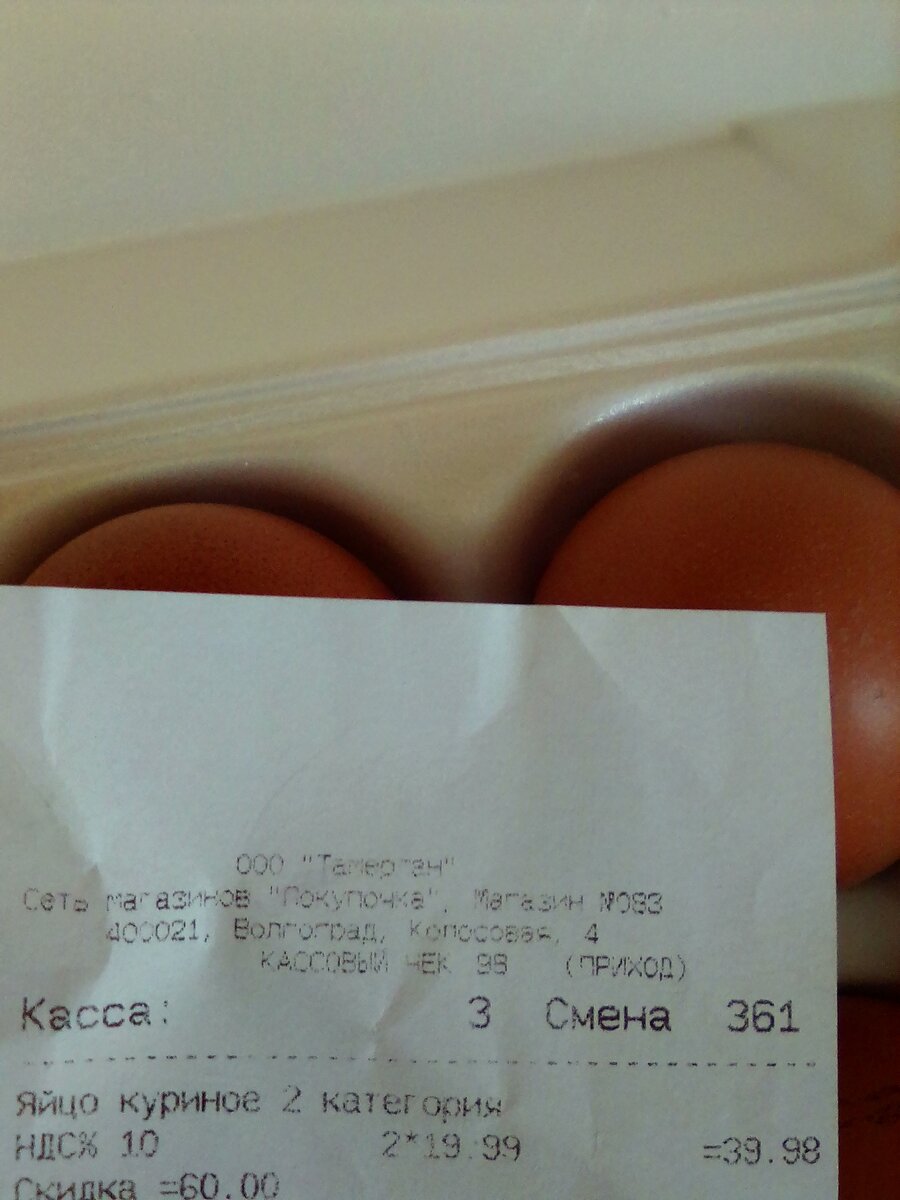 ООО "Тамерлан"
Сеть магазинов "Покупочка", Магазин №083
400021, Волгоград, Колосовая, 4
КАССОВЫЙ ЧЕК 98 (ПРИХОД)
Касса: 3 Смена 361
яйцо куриное 2 категория
НДС% 10 2*19.99 =39.98
Скидка =60.00